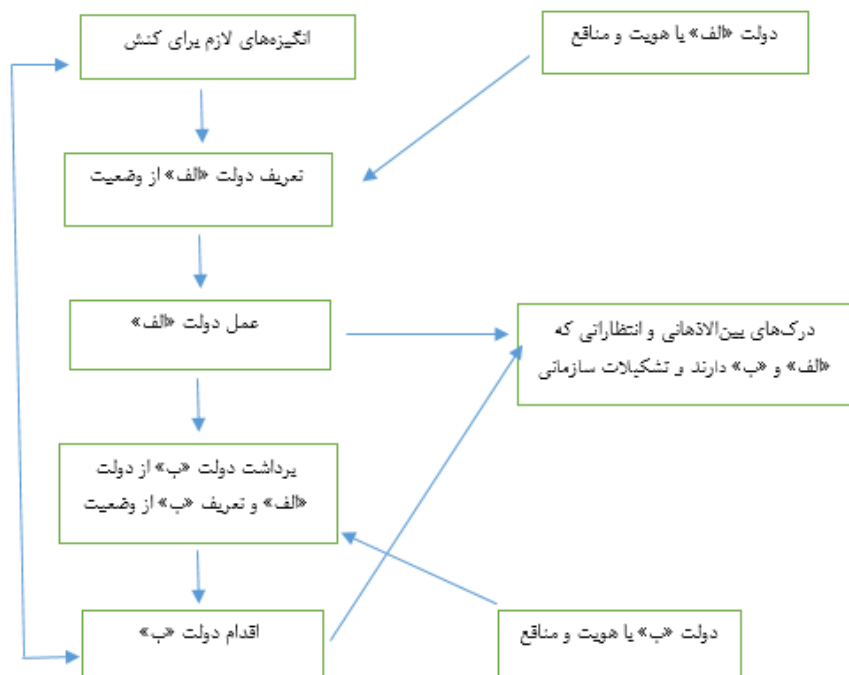 انگیزه‌های لازم برای کنش
دولت «الف» با هویت و منافع
تعریف دولت «الف» از وضعیت
عمل دولت «الف»
درک‌های بین‌الاذهانی و انتظاراتی که
«الف» و «ب» دارند و تشکیلات سازمانی
برداشت دولت «ب» از دولت
«الف» و تعریف «ب» از وضعیت
اقدام دولت «ب»
دولت «ب» با هویت و منافع